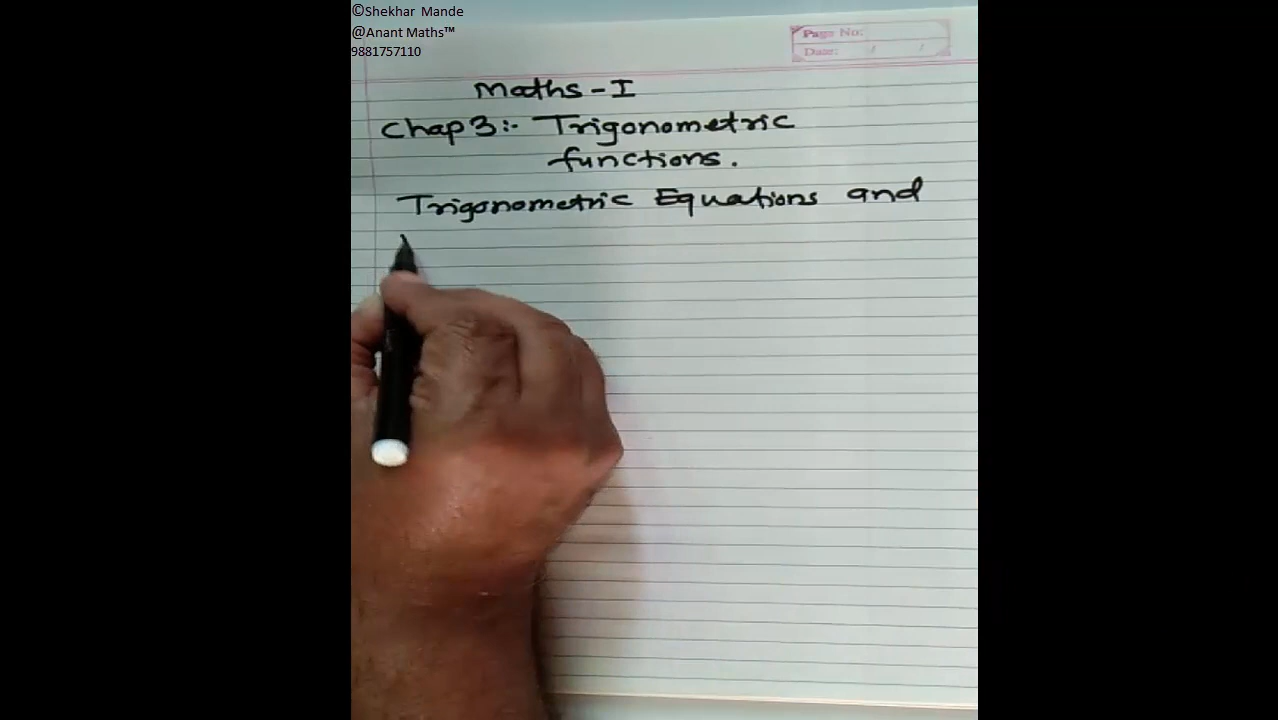 ©Shekhar Mande
@Anant Maths™
9881757110
Page No:
Date: / /
Maths - I
Chap 3:- Trigonometric
functions.
Trigonometric Equations and